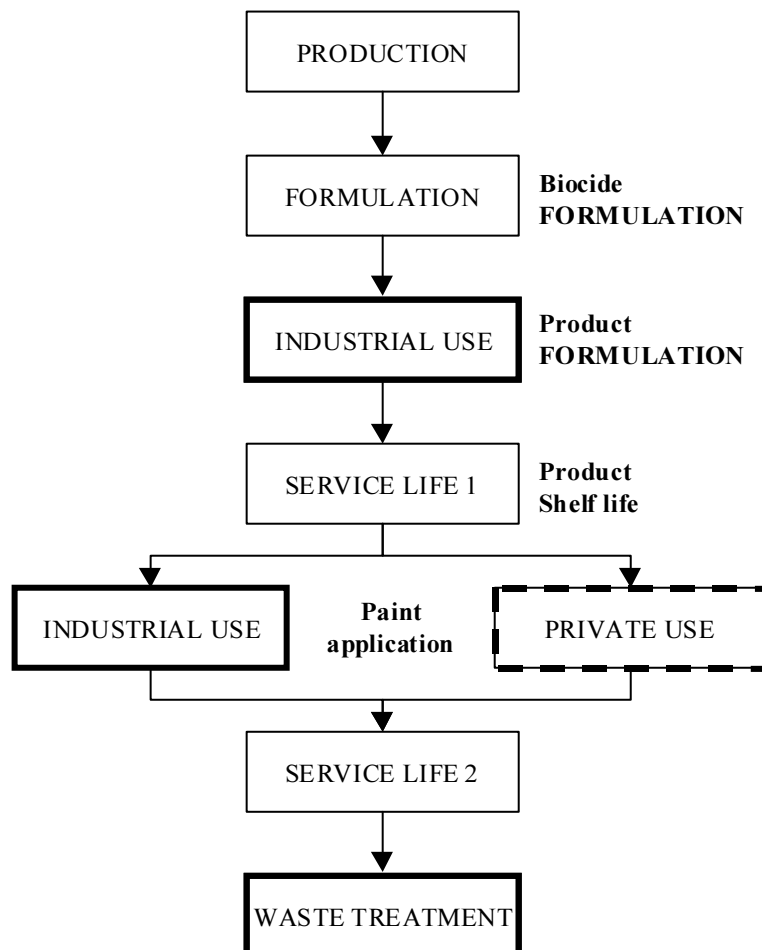 PRODUCTION
FORMULATION
Biocide
FORMULATION
INDUSTRIAL USE
Product
FORMULATION
SERVICE LIFE 1
Product
Shelf life
INDUSTRIAL USE
Paint
application
PRIVATE USE
SERVICE LIFE 2
WASTE TREATMENT